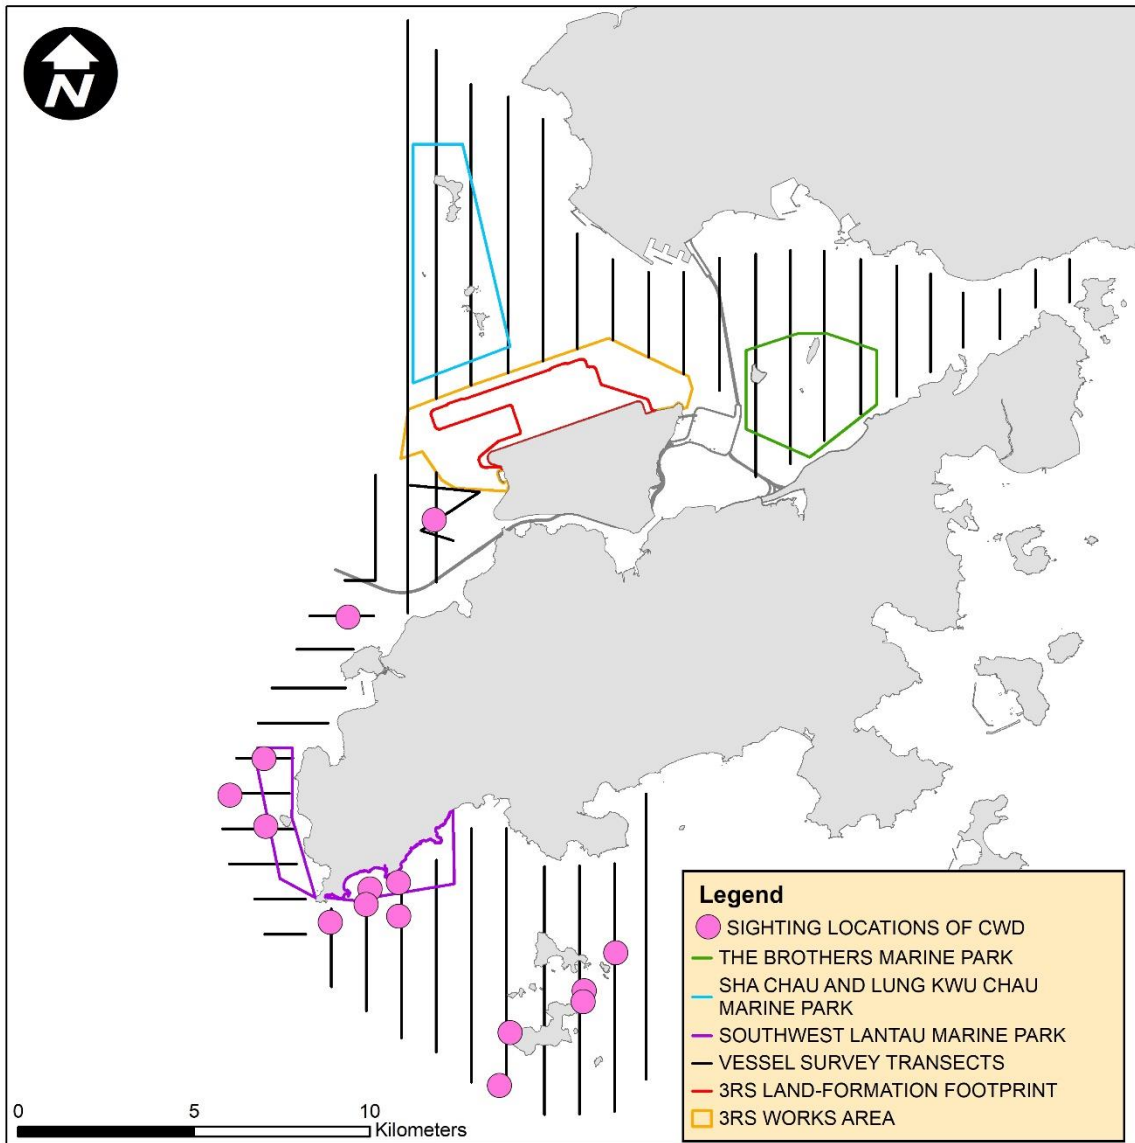 N
Legend
SIGHTING LOCATIONS OF CWD
THE BROTHERS MARINE PARK
SHA CHAU AND LUNG KWU CHAU
MARINE PARK
SOUTHWEST LANTAU MARINE PARK
VESSEL SURVEY TRANSECTS
3RS LAND-FORMATION FOOTPRINT
3RS WORKS AREA
0 5 10
Kilometers